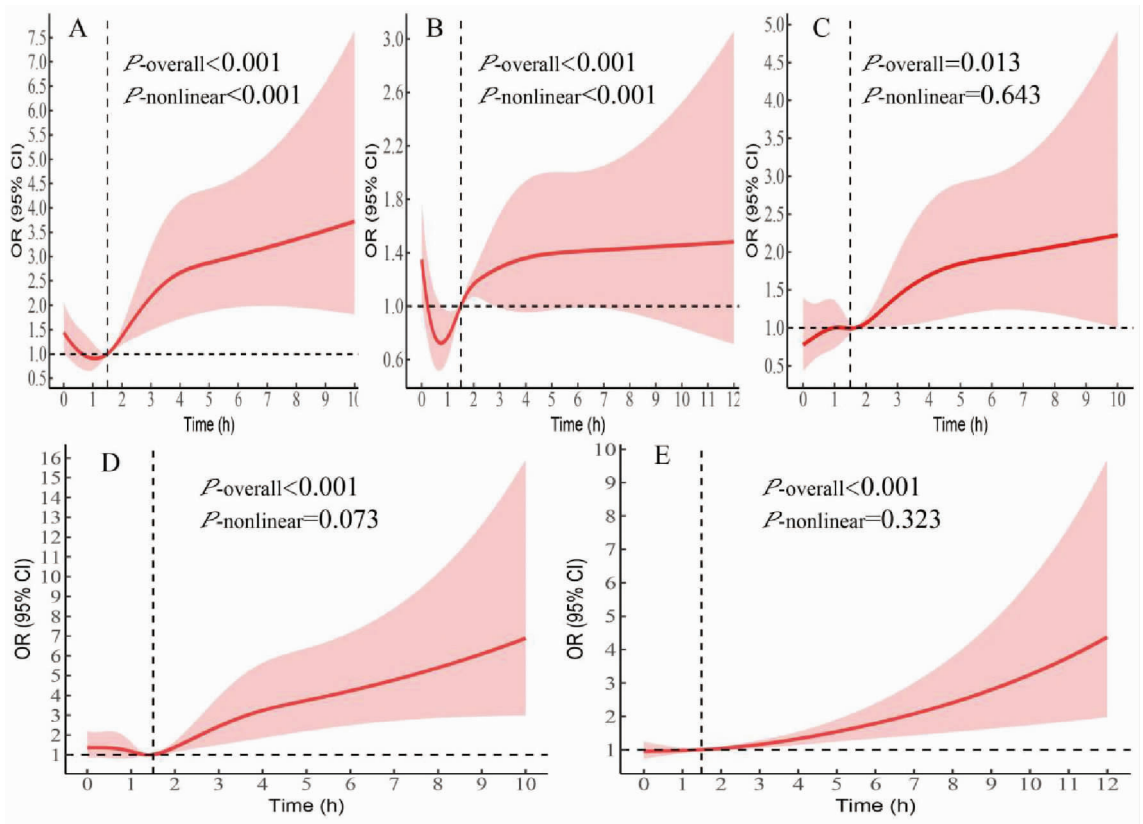 A
P-overall<0.001
P-nonlinear<0.001
OR (95% CI)
7.5
7.0
6.5
6.0
5.5
5.0
4.5
4.0
3.5
3.0
2.5
2.0
1.5
1.0
0.5
0 1 2 3 4 5 6 7 8 9 10
Time (h)
B
P-overall<0.001
P-nonlinear<0.001
OR (95% CI)
3.0
2.6
2.2
1.8
1.4
1.0
0.6
0 1 2 3 4 5 6 7 8 9 10 11 12
Time (h)
C
P-overall=0.013
P-nonlinear=0.643
OR (95% CI)
5.0
4.5
4.0
3.5
3.0
2.5
2.0
1.5
1.0
0.5
0 1 2 3 4 5 6 7 8 9 10
Time (h)
D
P-overall<0.001
P-nonlinear=0.073
OR (95% CI)
16
15
14
13
12
11
10
9
8
7
6
5
4
3
2
1
0 1 2 3 4 5 6 7 8 9 10
Time (h)
E
P-overall<0.001
P-nonlinear=0.323
OR (95% CI)
10
9
8
7
6
5
4
3
2
1
0 1 2 3 4 5 6 7 8 9 10 11 12
Time (h)